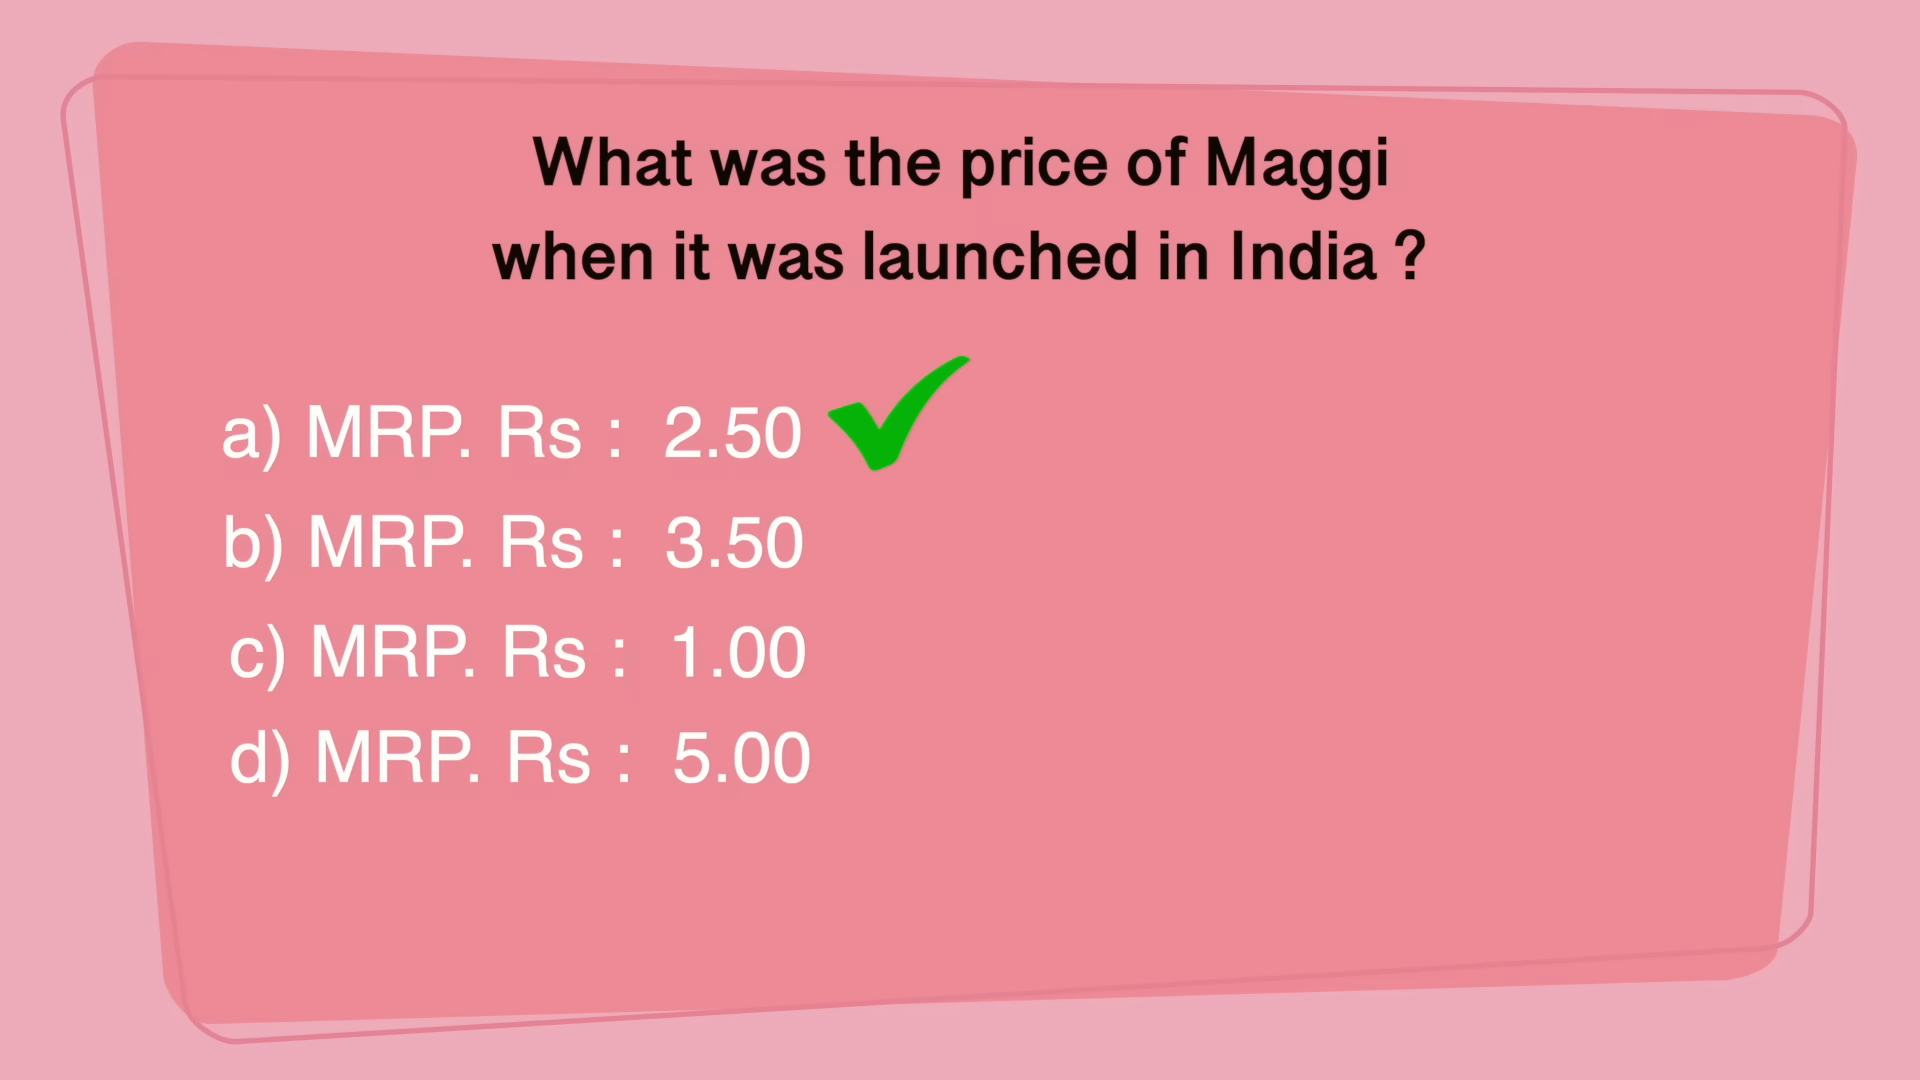 What was the price of Maggi
when it was launched in India ?
a) MRP. Rs : 2.50
b) MRP. Rs : 3.50
c) MRP. Rs : 1.00
d) MRP. Rs : 5.00